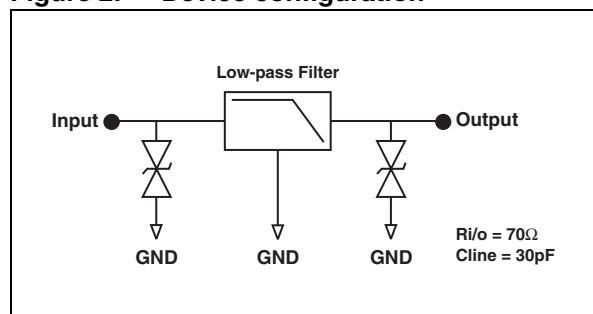 Figure 2. Device configuration
Low-pass Filter
Input
Output
GND
GND
GND
Ri/o = 70Ω
Cline = 30pF